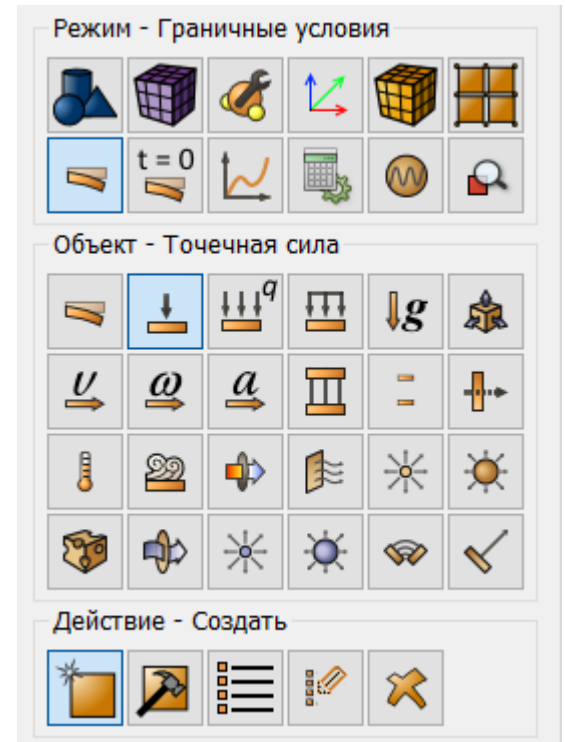 Режим - Граничные условия
t = 0
Объект - Точечная сила
q
g
υ ω a
Действие - Создать